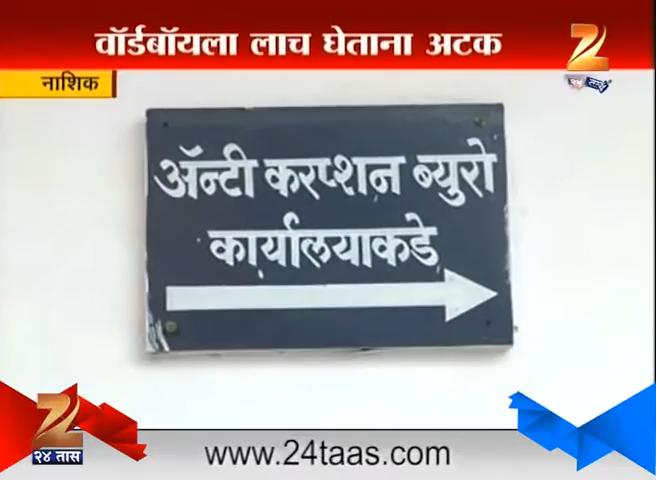 वॉर्डबॉयला लाच घेताना अटक
नाशिक
ॲन्टी करप्शन ब्युरो
कार्यालयाकडे
२४ तास
www.24taas.com